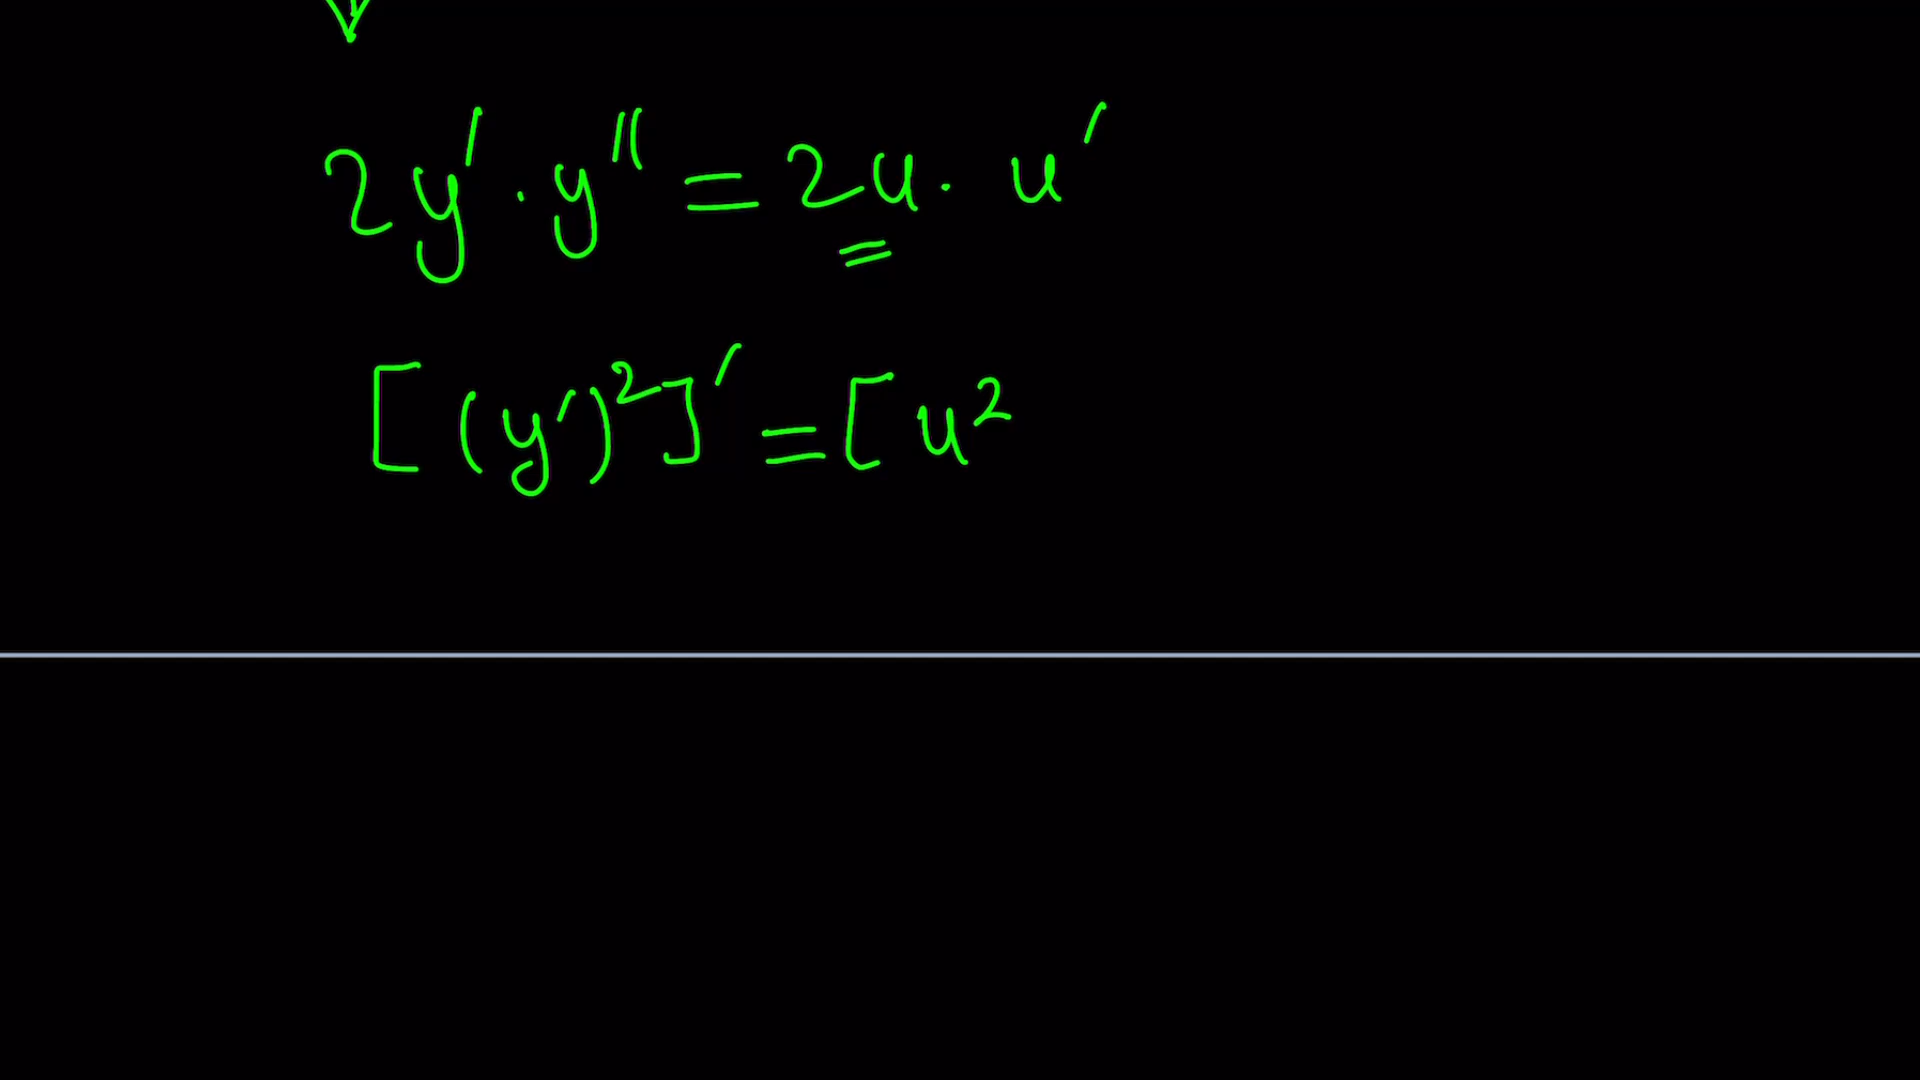 2y′ · y″ = 2u · u′
[(y′)²]′ = [u²